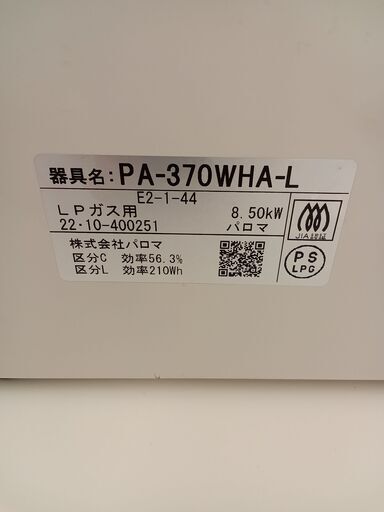 器具名:PA-370WHA-L
E2-1-44
LPガス用 8.50kW
22・10-400251 パロマ
JIA認証
株式会社パロマ
区分C 効率56.3%
区分L 効率210Wh
PS
LPG